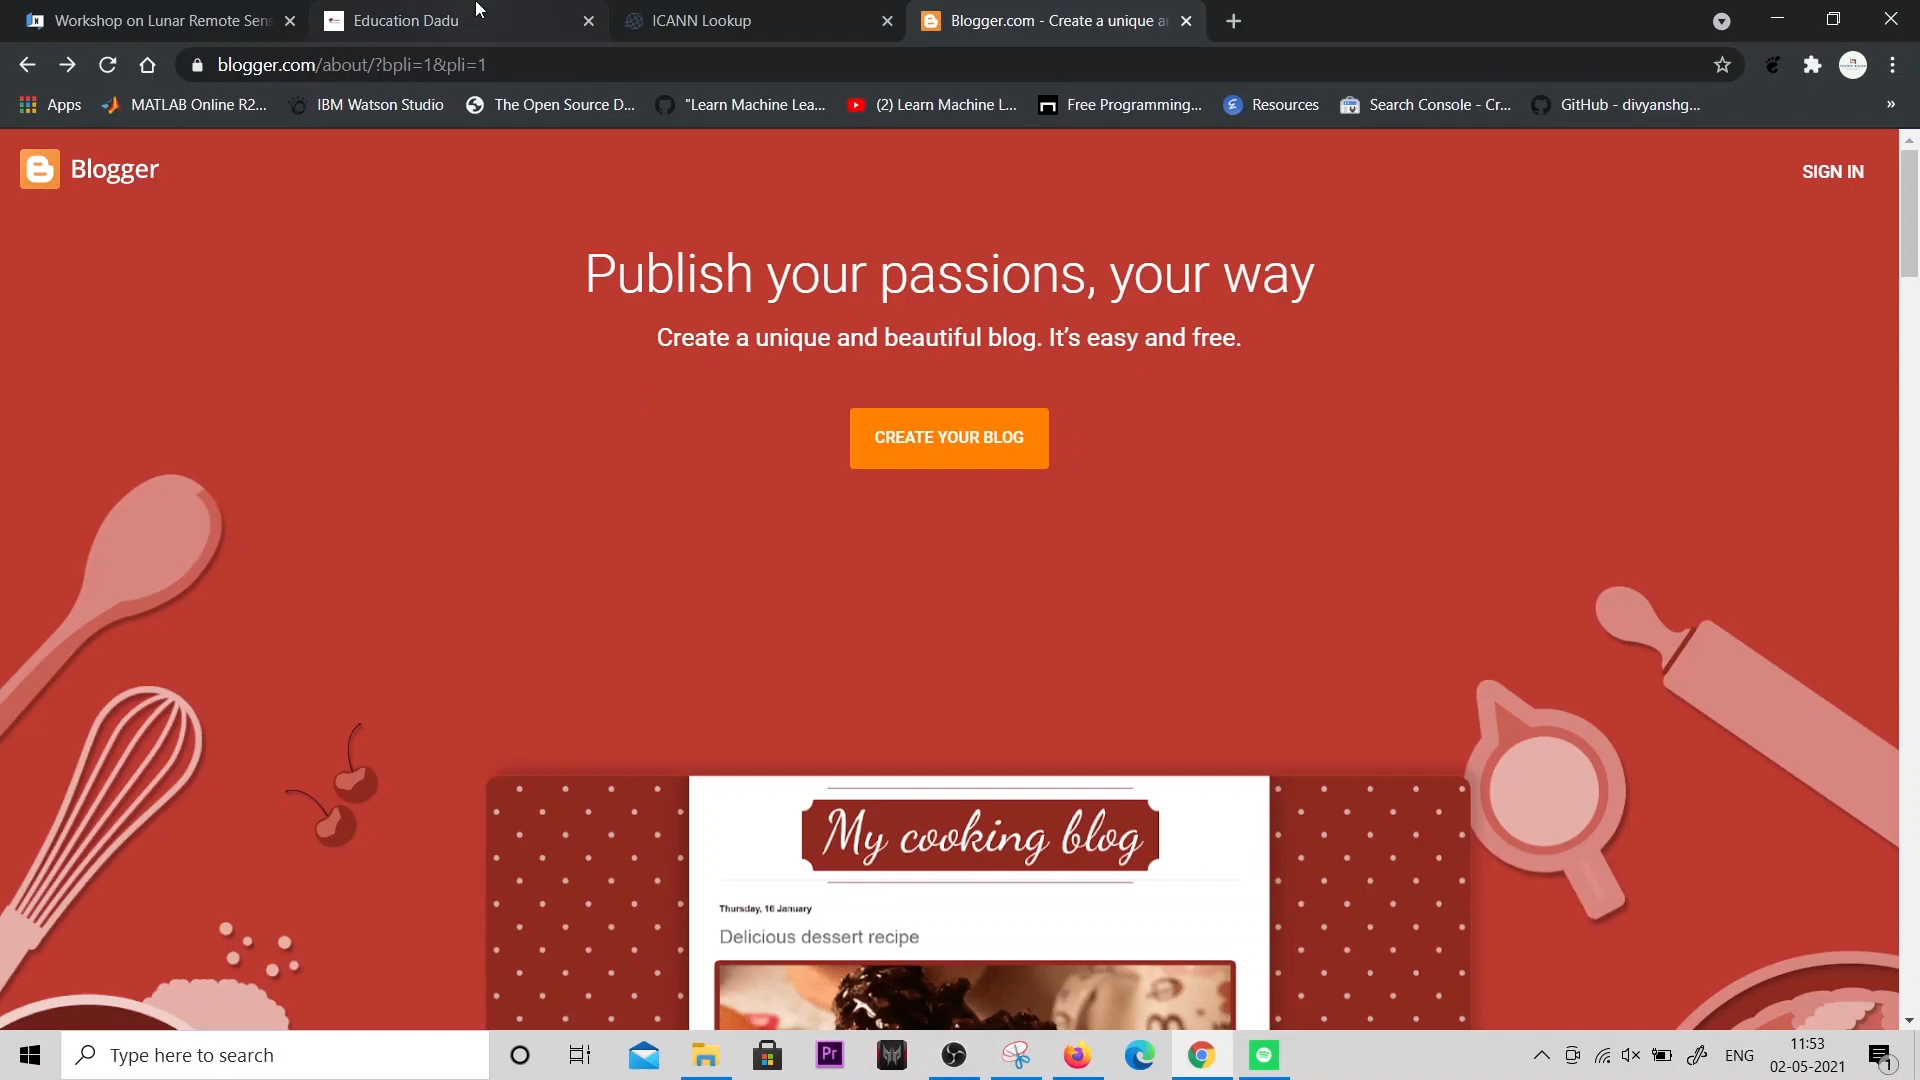 Workshop on Lunar Remote Sens
Education Dadu
ICANN Lookup
Blogger.com - Create a unique a
blogger.com/about/?bpli=1&pli=1
Apps
MATLAB Online R2...
IBM Watson Studio
The Open Source D...
"Learn Machine Lea...
(2) Learn Machine L...
Free Programming...
Resources
Search Console - Cr...
GitHub - divyanshg...
»
Blogger
SIGN IN
Publish your passions, your way
Create a unique and beautiful blog. It’s easy and free.
CREATE YOUR BLOG
My cooking blog
Thursday, 16 January
Delicious dessert recipe
Type here to search
Pr
ENG
11:53
02-05-2021
1